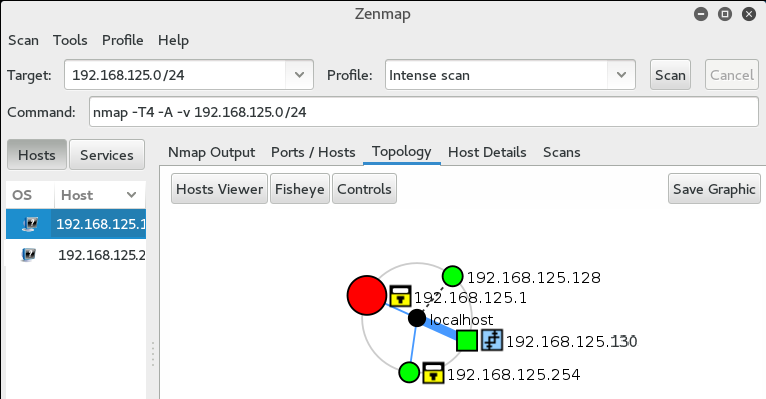 Zenmap
Scan Tools Profile Help
Target: 192.168.125.0/24 Profile: Intense scan Scan Cancel
Command: nmap -T4 -A -v 192.168.125.0/24
Hosts Services Nmap Output Ports / Hosts Topology Host Details Scans
OS Host Hosts Viewer Fisheye Controls Save Graphic
192.168.125.1
192.168.125.2
192.168.125.128
192.168.125.1
localhost
192.168.125.130
192.168.125.254